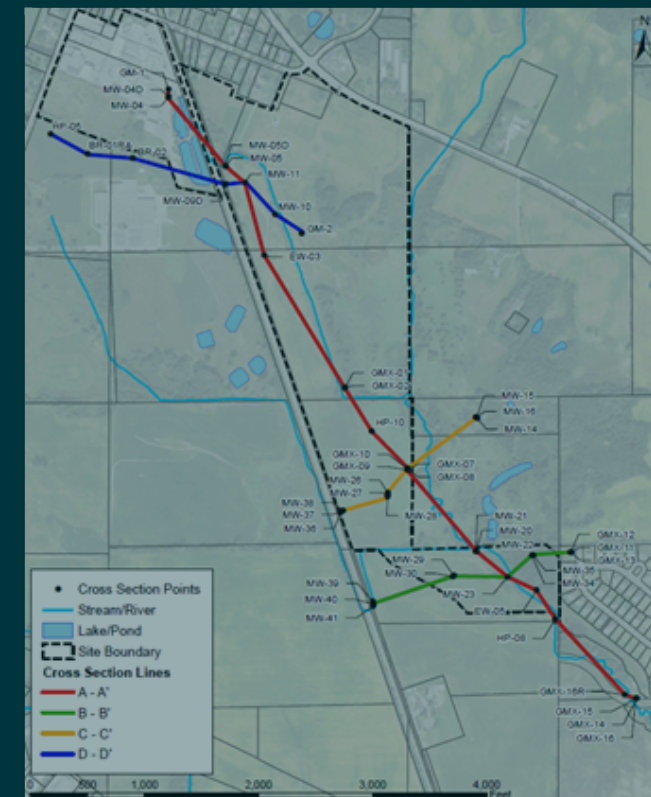 N
GM-1
MW-04D
MW-04
HP-05
BR-01RA
BR-02
MW-05D
MW-05
MW-11
MW-09D
MW-10
GM-2
EW-03
GMX-01
GMX-02
HP-10
MW-15
MW-16
MW-14
GMX-10
GMX-09
GMX-07
GMX-08
MW-26
MW-27
MW-28
MW-38
MW-37
MW-36
MW-21
MW-20
MW-22
GMX-12
GMX-11
GMX-13
MW-29
MW-30
MW-35
MW-34
MW-39
MW-40
MW-41
MW-23
EW-05
HP-08
GMX-16R
GMX-15
GMX-14
GMX-16
Cross Section Points
Stream/River
Lake/Pond
Site Boundary
Cross Section Lines
A - A'
B - B'
C - C'
D - D'
0 500 1,000 2,000 3,000 4,000
Feet